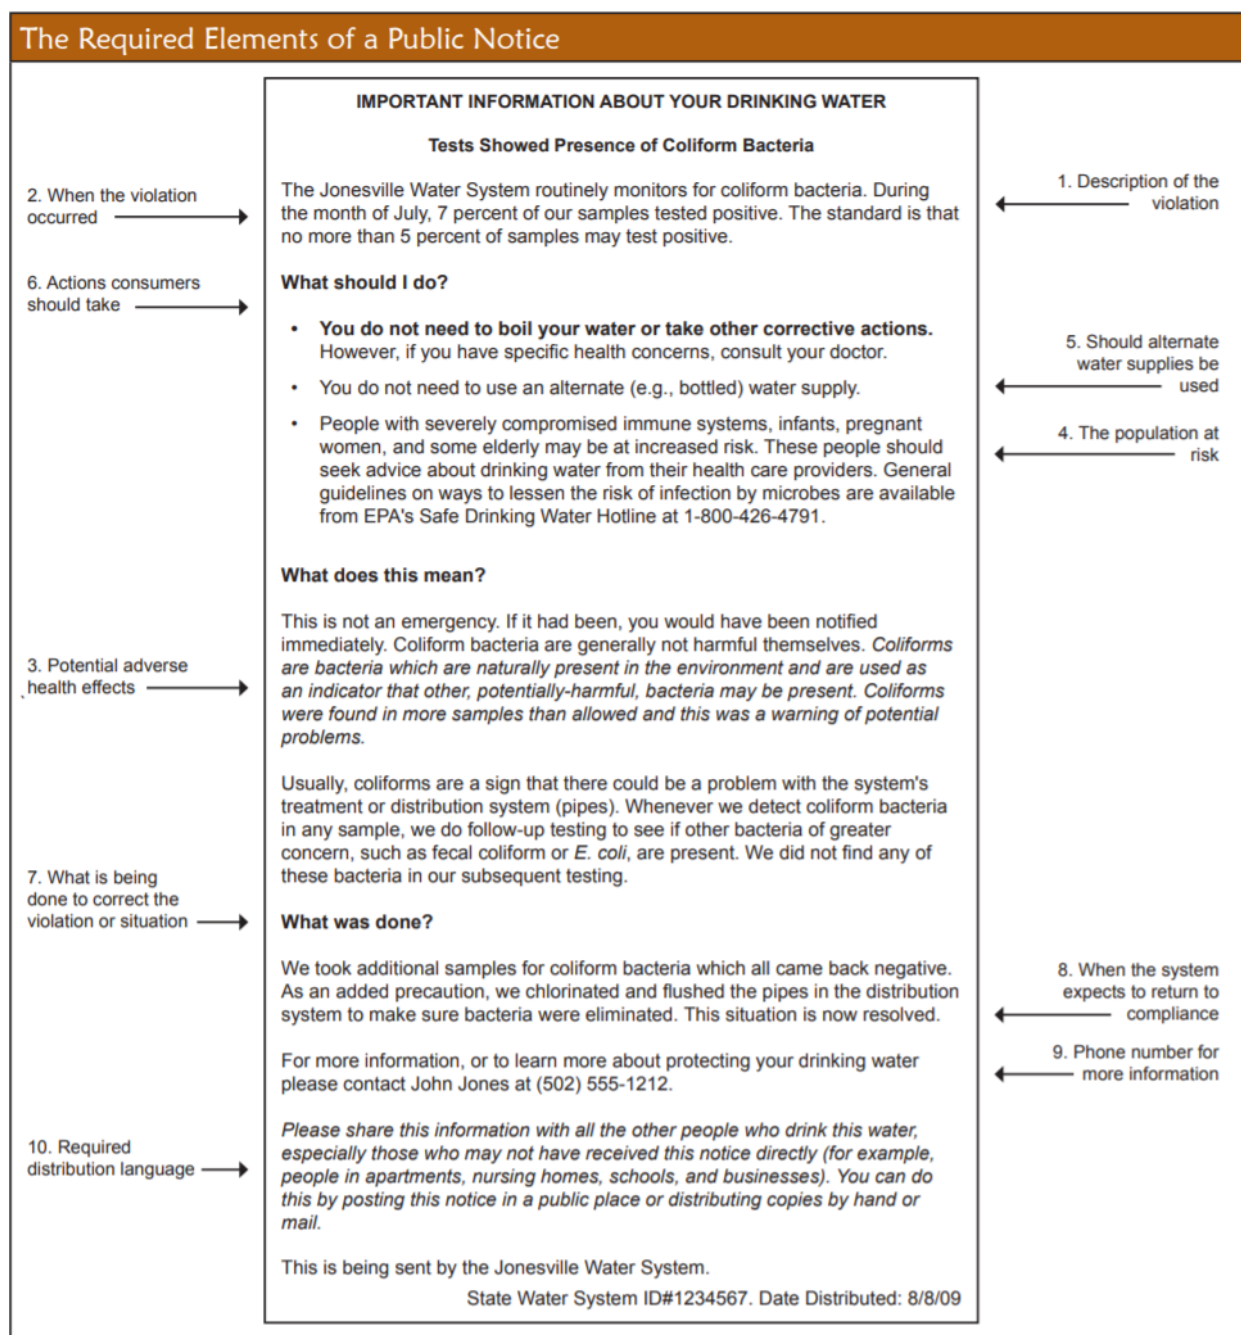 The Required Elements of a Public Notice
IMPORTANT INFORMATION ABOUT YOUR DRINKING WATER
Tests Showed Presence of Coliform Bacteria
2. When the violation
occurred
The Jonesville Water System routinely monitors for coliform bacteria. During
the month of July, 7 percent of our samples tested positive. The standard is that
no more than 5 percent of samples may test positive.
1. Description of the
violation
6. Actions consumers
should take
What should I do?
• You do not need to boil your water or take other corrective actions.
However, if you have specific health concerns, consult your doctor.
• You do not need to use an alternate (e.g., bottled) water supply.
5. Should alternate
water supplies be
used
• People with severely compromised immune systems, infants, pregnant
women, and some elderly may be at increased risk. These people should
seek advice about drinking water from their health care providers. General
guidelines on ways to lessen the risk of infection by microbes are available
from EPA's Safe Drinking Water Hotline at 1-800-426-4791.
4. The population at
risk
What does this mean?
3. Potential adverse
health effects
This is not an emergency. If it had been, you would have been notified
immediately. Coliform bacteria are generally not harmful themselves. Coliforms
are bacteria which are naturally present in the environment and are used as
an indicator that other, potentially-harmful, bacteria may be present. Coliforms
were found in more samples than allowed and this was a warning of potential
problems.
Usually, coliforms are a sign that there could be a problem with the system's
treatment or distribution system (pipes). Whenever we detect coliform bacteria
in any sample, we do follow-up testing to see if other bacteria of greater
concern, such as fecal coliform or E. coli, are present. We did not find any of
these bacteria in our subsequent testing.
7. What is being
done to correct the
violation or situation
What was done?
We took additional samples for coliform bacteria which all came back negative.
As an added precaution, we chlorinated and flushed the pipes in the distribution
system to make sure bacteria were eliminated. This situation is now resolved.
8. When the system
expects to return to
compliance
For more information, or to learn more about protecting your drinking water
please contact John Jones at (502) 555-1212.
9. Phone number for
more information
10. Required
distribution language
Please share this information with all the other people who drink this water,
especially those who may not have received this notice directly (for example,
people in apartments, nursing homes, schools, and businesses). You can do
this by posting this notice in a public place or distributing copies by hand or
mail.
This is being sent by the Jonesville Water System.
State Water System ID#1234567. Date Distributed: 8/8/09